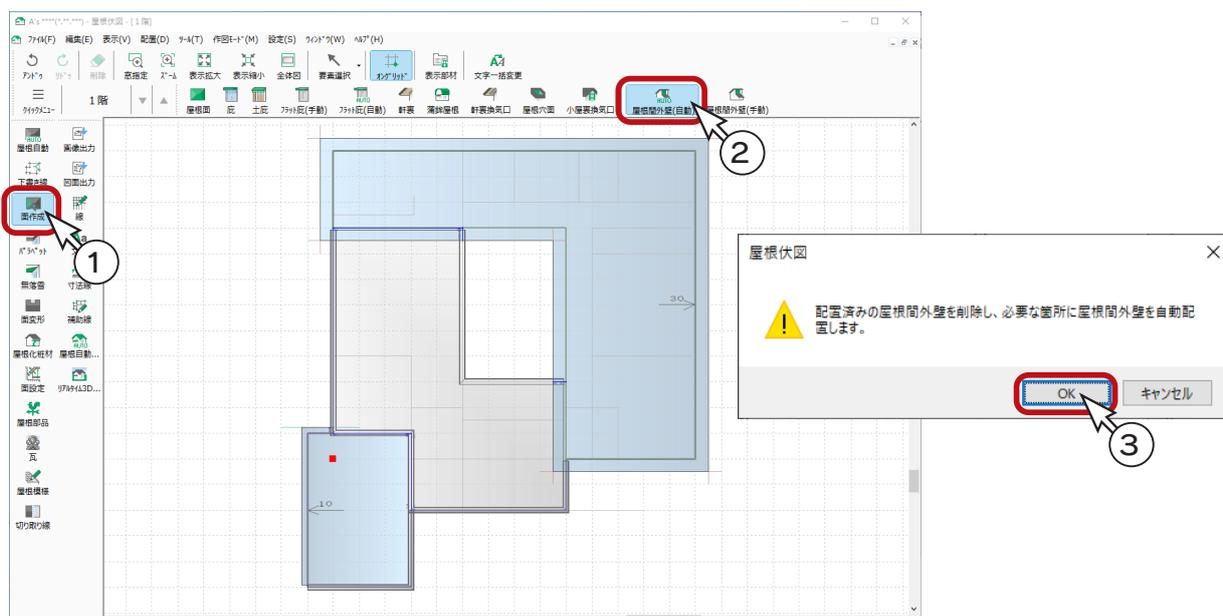 A's ****(*.**.***) - 屋根伏図 - [1階]
ファイル(F) 編集(E) 表示(V) 配置(D) ツール(T) 作図モード(M) 設定(S) ウィンドウ(W) ヘルプ(H)
アンドゥ リドゥ 削除 窓指定 ズーム 表示拡大 表示縮小 全体図 要素選択 オングリッド 表示部材 文字一括変更
クイックメニュー 1階 屋根面 庇 土庇 フラット庇(手動) フラット庇(自動) 軒裏 蒲鉾屋根 軒裏換気口 屋根穴面 小屋裏換気口 屋根間外壁(自動) 屋根間外壁(手動)
2
屋根自動 画像出力
下書き線 図面出力
面作成 線
1
パラペット
無落雪 寸法線
面変形 補助線
屋根化粧材 屋根自動...
面設定 リアルタイム3D...
屋根部品
瓦
屋根模様
切り取り線
30
10
屋根伏図
配置済みの屋根間外壁を削除し、必要な箇所に屋根間外壁を自動配
置します。
OK キャンセル
3